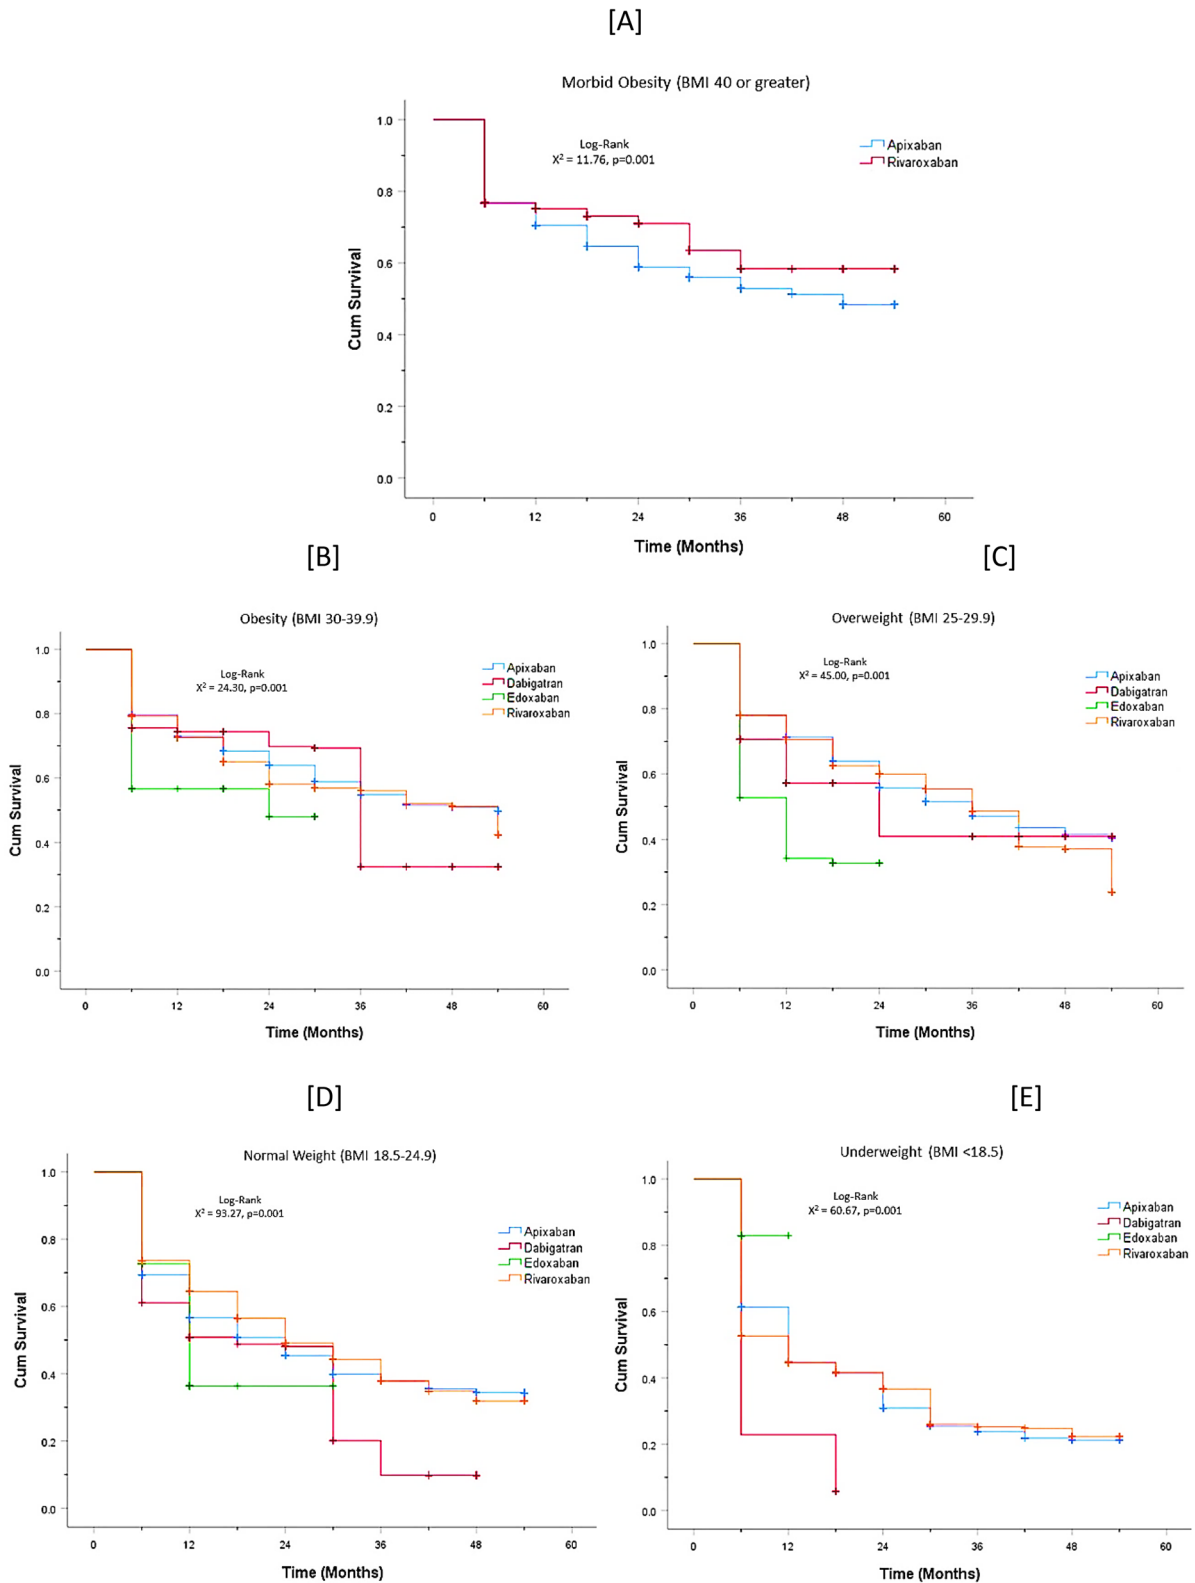 [A]
Morbid Obesity (BMI 40 or greater)
Log-Rank
X² = 11.76, p=0.001
Apixaban
Rivaroxaban
1.0
0.8
0.6
0.4
0.2
0.0
Cum Survival
0 12 24 36 48 60
Time (Months)
[B]
Obesity (BMI 30-39.9)
Log-Rank
X² = 24.30, p=0.001
Apixaban
Dabigatran
Edoxaban
Rivaroxaban
1.0
0.8
0.6
0.4
0.2
0.0
Cum Survival
0 12 24 36 48 60
Time (Months)
[C]
Overweight (BMI 25-29.9)
Log-Rank
X² = 45.00, p=0.001
Apixaban
Dabigatran
Edoxaban
Rivaroxaban
1.0
0.8
0.6
0.4
0.2
0.0
Cum Survival
0 12 24 36 48 60
Time (Months)
[D]
Normal Weight (BMI 18.5-24.9)
Log-Rank
X² = 93.27, p=0.001
Apixaban
Dabigatran
Edoxaban
Rivaroxaban
1.0
0.8
0.6
0.4
0.2
0.0
Cum Survival
0 12 24 36 48 60
Time (Months)
[E]
Underweight (BMI <18.5)
Log-Rank
X² = 60.67, p=0.001
Apixaban
Dabigatran
Edoxaban
Rivaroxaban
1.0
0.8
0.6
0.4
0.2
0.0
Cum Survival
0 12 24 36 48 60
Time (Months)